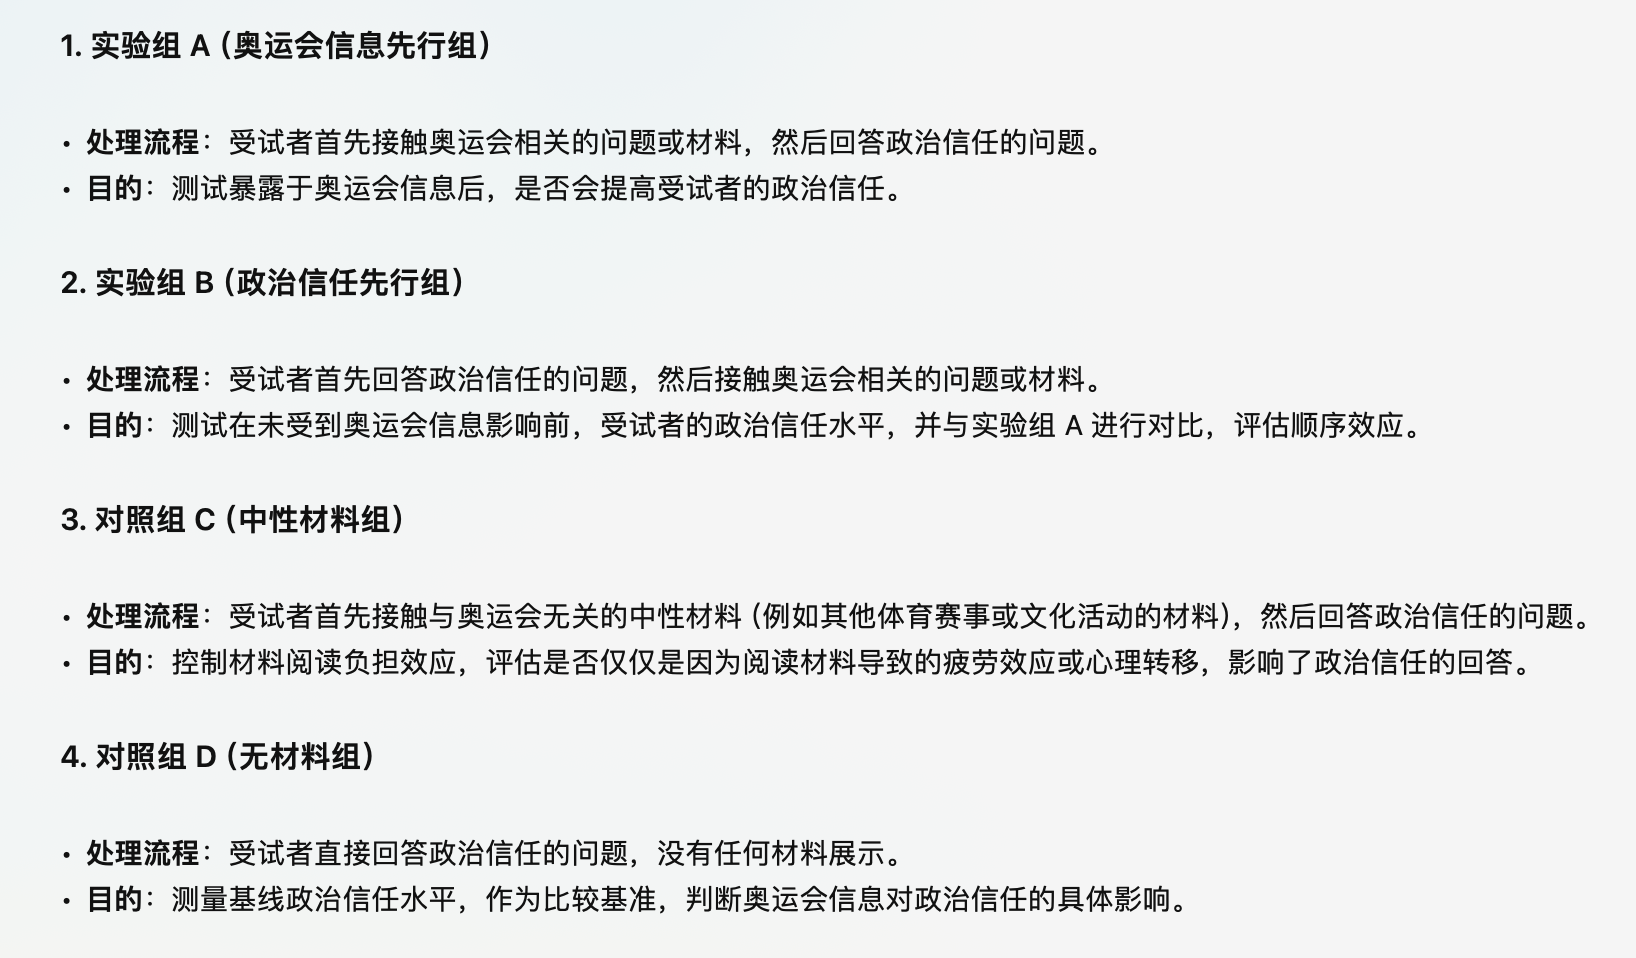 1. 实验组 A（奥运会信息先行组）
• 处理流程：受试者首先接触奥运会相关的问题或材料，然后回答政治信任的问题。
• 目的：测试暴露于奥运会信息后，是否会提高受试者的政治信任。
2. 实验组 B（政治信任先行组）
• 处理流程：受试者首先回答政治信任的问题，然后接触奥运会相关的问题或材料。
• 目的：测试在未受到奥运会信息影响前，受试者的政治信任水平，并与实验组 A 进行对比，评估顺序效应。
3. 对照组 C（中性材料组）
• 处理流程：受试者首先接触与奥运会无关的中性材料（例如其他体育赛事或文化活动的材料），然后回答政治信任的问题。
• 目的：控制材料阅读负担效应，评估是否仅仅是因为阅读材料导致的疲劳效应或心理转移，影响了政治信任的回答。
4. 对照组 D（无材料组）
• 处理流程：受试者直接回答政治信任的问题，没有任何材料展示。
• 目的：测量基线政治信任水平，作为比较基准，判断奥运会信息对政治信任的具体影响。